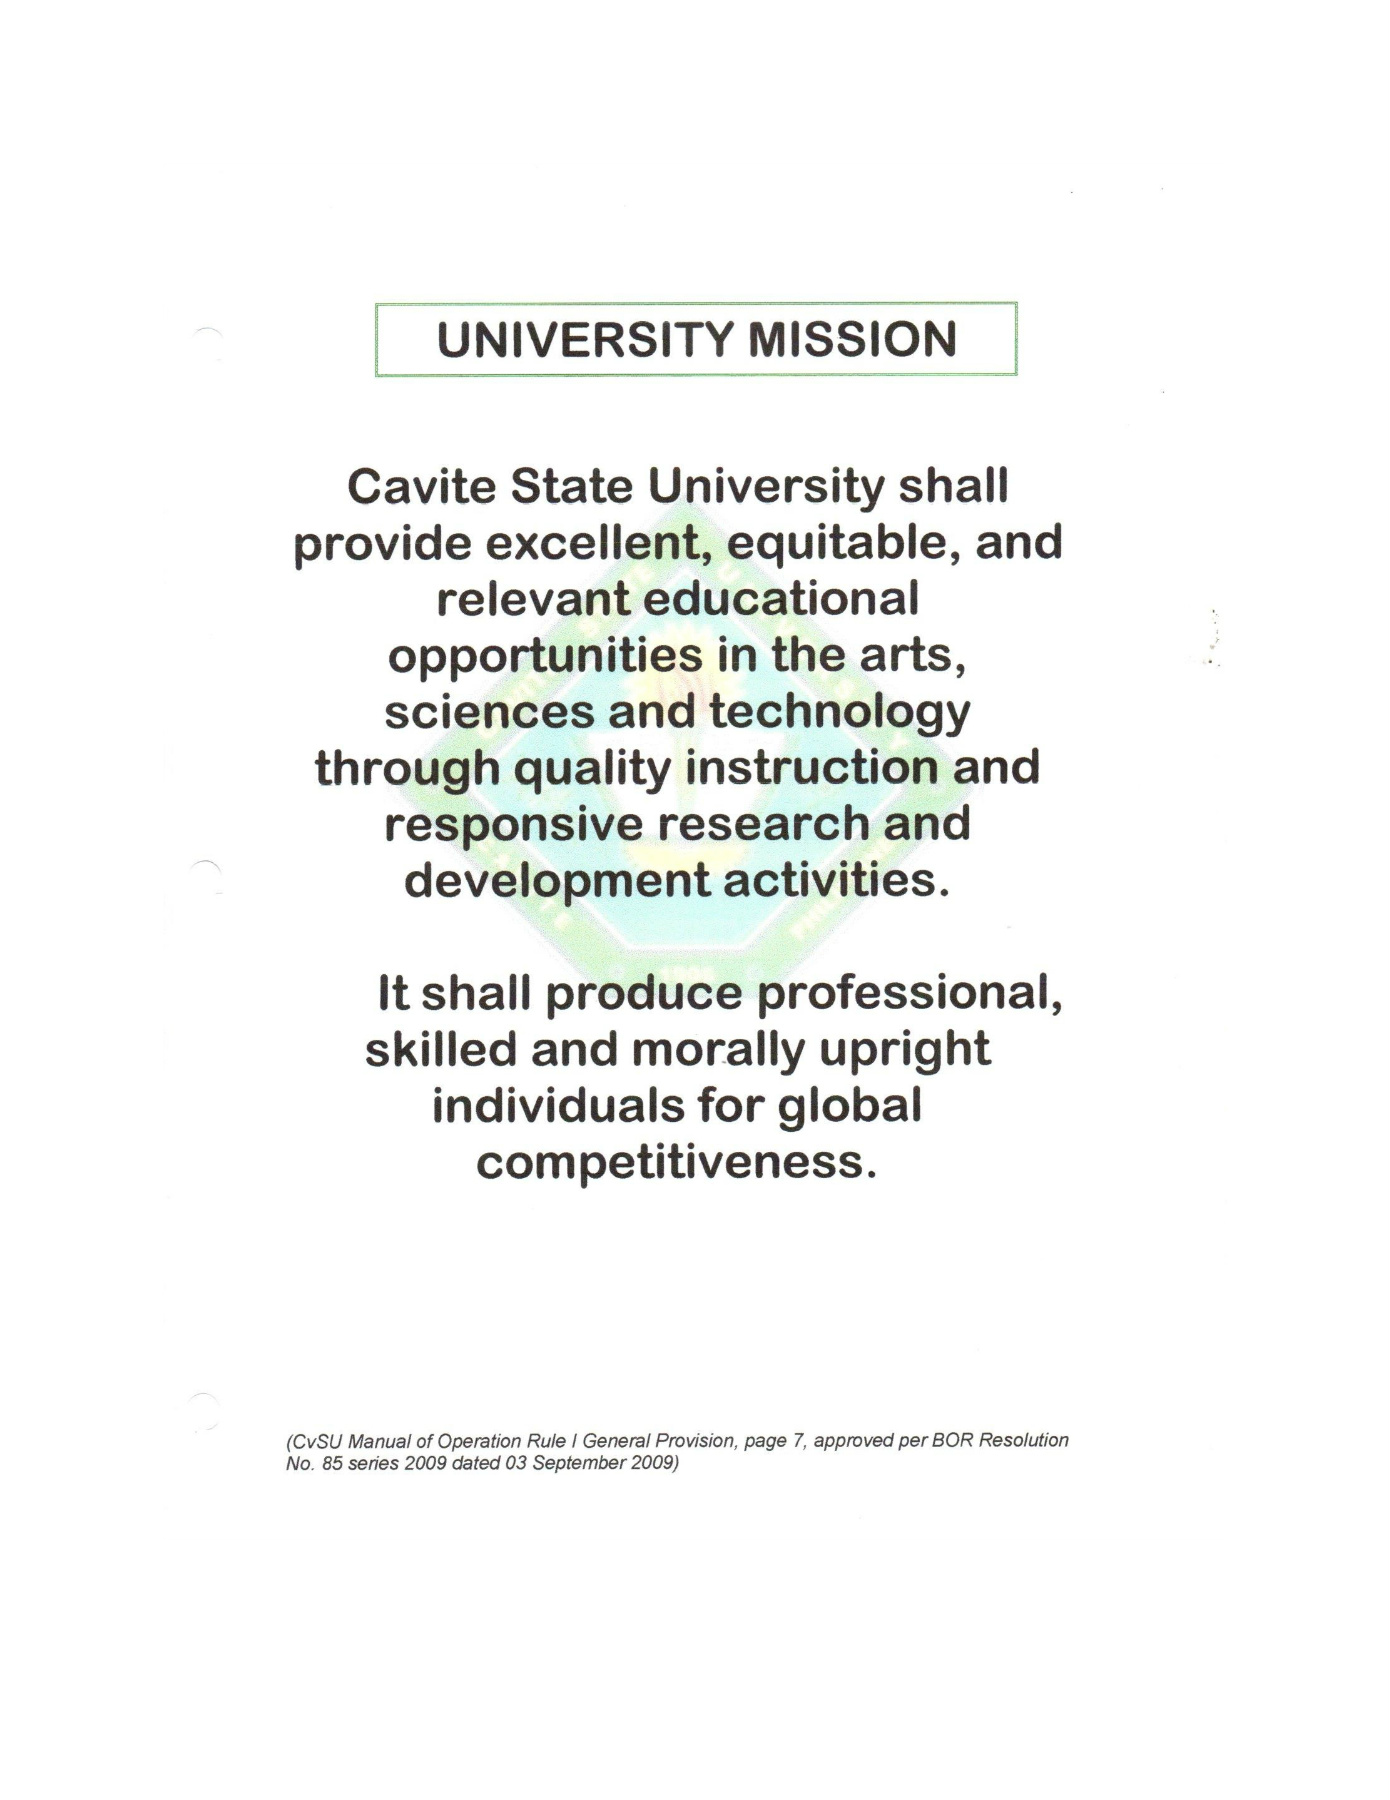 UNIVERSITY MISSION
Cavite State University shall
provide excellent, equitable, and
relevant educational
opportunities in the arts,
sciences and technology
through quality instruction and
responsive research and
development activities.
It shall produce professional,
skilled and morally upright
individuals for global
competitiveness.
(CvSU Manual of Operation Rule I General Provision, page 7, approved per BOR Resolution
No. 85 series 2009 dated 03 September 2009)